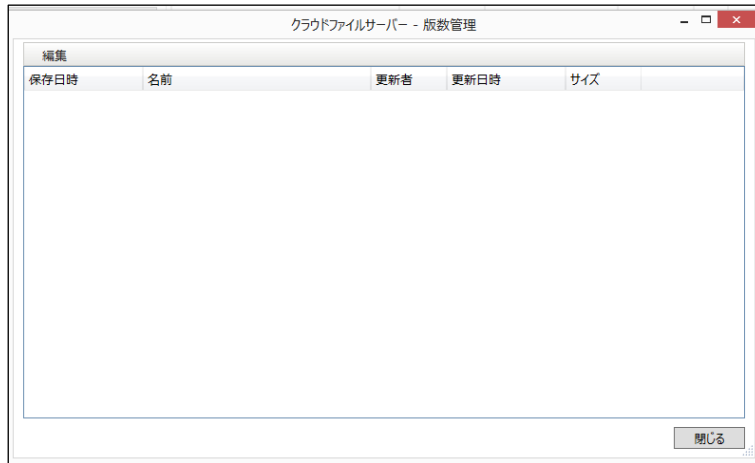 クラウドファイルサーバー - 版数管理
編集
保存日時 名前 更新者 更新日時 サイズ
閉じる